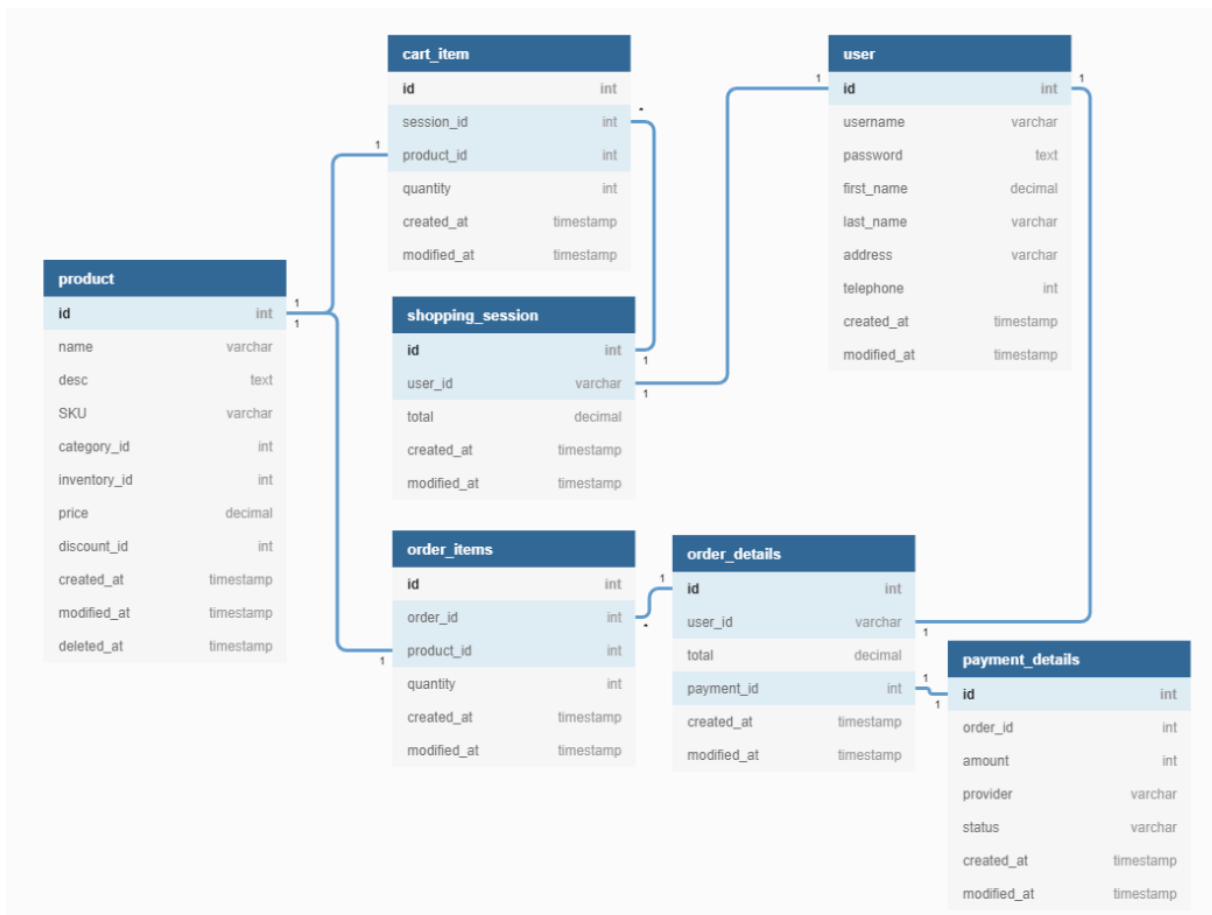 cart_item
id int
session_id int
product_id int
quantity int
created_at timestamp
modified_at timestamp
user
id int
username varchar
password text
first_name decimal
last_name varchar
address varchar
telephone int
created_at timestamp
modified_at timestamp
product
id int
name varchar
desc text
SKU varchar
category_id int
inventory_id int
price decimal
discount_id int
created_at timestamp
modified_at timestamp
deleted_at timestamp
shopping_session
id int
user_id varchar
total decimal
created_at timestamp
modified_at timestamp
order_items
id int
order_id int
product_id int
quantity int
created_at timestamp
modified_at timestamp
order_details
id int
user_id varchar
total decimal
payment_id int
created_at timestamp
modified_at timestamp
payment_details
id int
order_id int
amount int
provider varchar
status varchar
created_at timestamp
modified_at timestamp
1
*
1
1
1
1
1
1
1
1
*
1
1
1
1